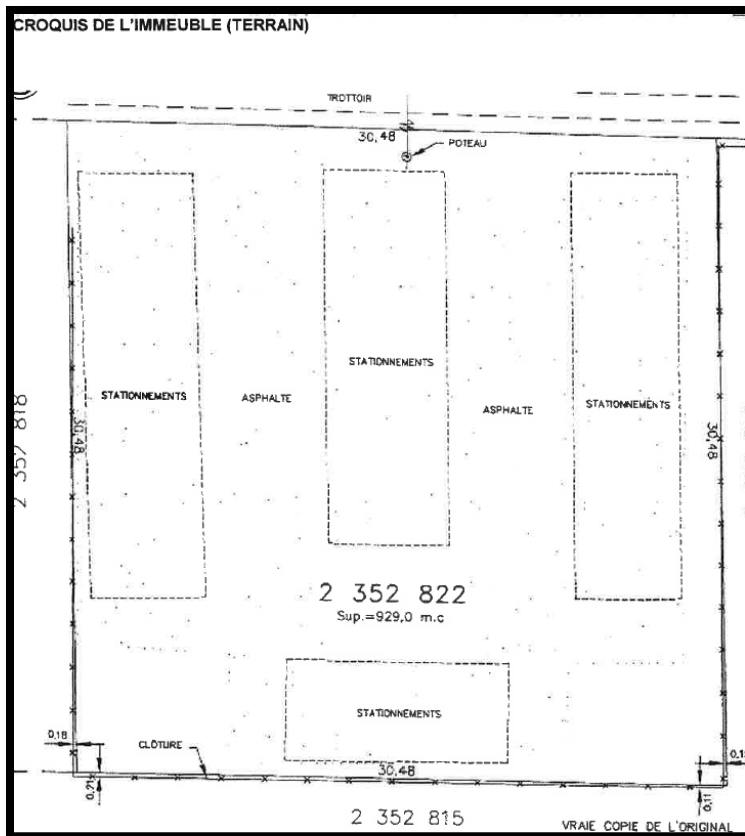 CROQUIS DE L'IMMEUBLE (TERRAIN)
TROTTOIR
30,48
POTEAU
STATIONNEMENTS
STATIONNEMENTS
STATIONNEMENTS
ASPHALTE
ASPHALTE
2 352 818
30,48
30,48
2 352 822
Sup.=929,0 m.c
STATIONNEMENTS
0,18
CLÔTURE
30,48
0,21
0,11
2 352 815
VRAIE COPIE DE L'ORIGINAL